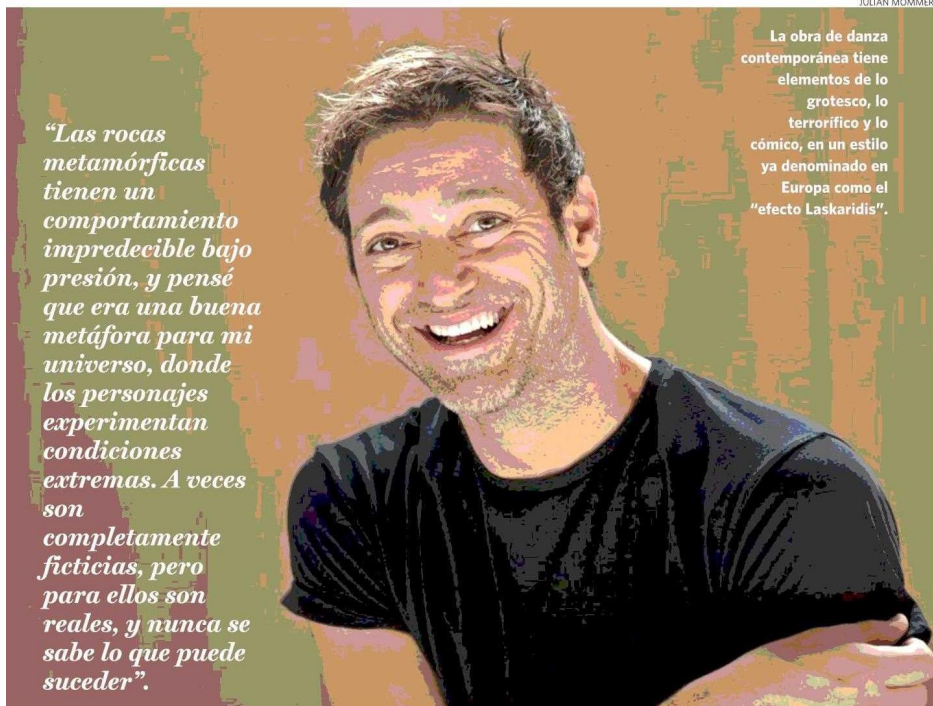 JULIAN MOMMER
“Las rocas
metamórficas
tienen un
comportamiento
impredecible bajo
presión, y pensé
que era una buena
metáfora para mi
universo, donde
los personajes
experimentan
condiciones
extremas. A veces
son
completamente
ficticias, pero
para ellos son
reales, y nunca se
sabe lo que puede
suceder”.
La obra de danza
contemporánea tiene
elementos de lo
grotesco, lo
terrorífico y lo
cómico, en un estilo
ya denominado en
Europa como el
“efecto Laskaridis”.